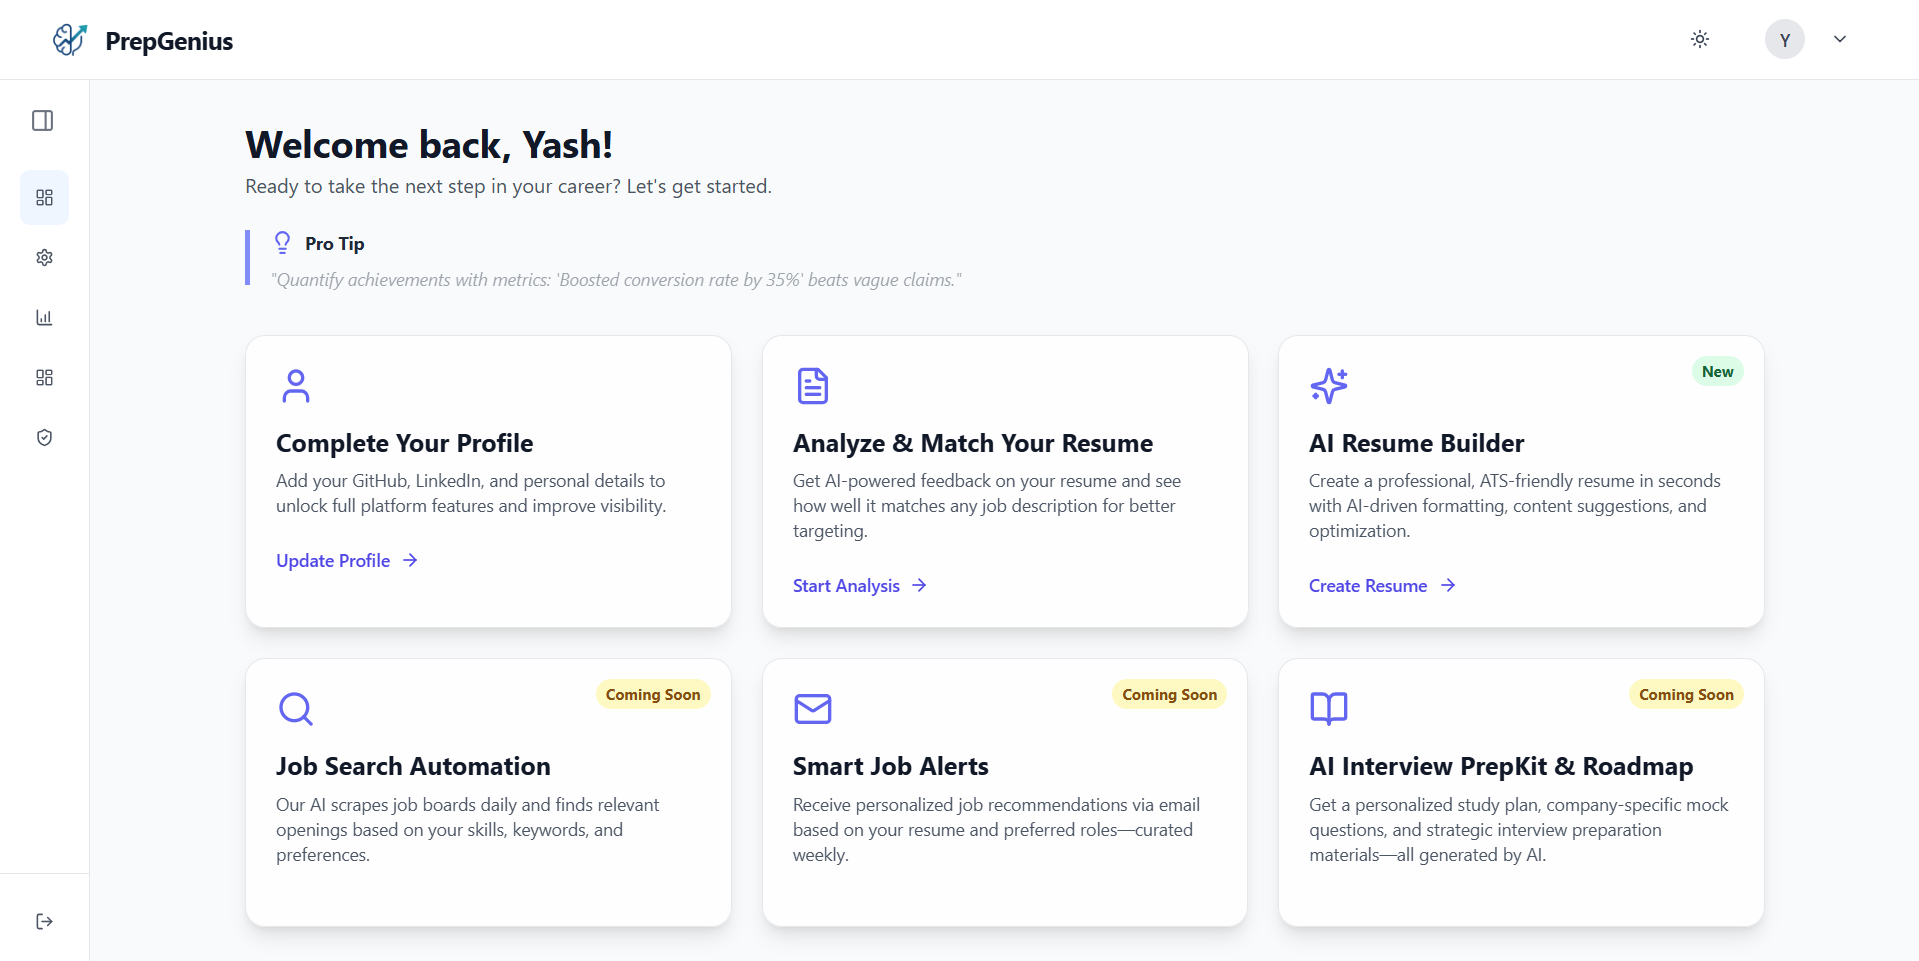 PrepGenius
Y
Welcome back, Yash!
Ready to take the next step in your career? Let's get started.
Pro Tip
"Quantify achievements with metrics: 'Boosted conversion rate by 35%' beats vague claims."
Complete Your Profile
Add your GitHub, LinkedIn, and personal details to
unlock full platform features and improve visibility.
Update Profile
Analyze & Match Your Resume
Get AI-powered feedback on your resume and see
how well it matches any job description for better
targeting.
Start Analysis
New
AI Resume Builder
Create a professional, ATS-friendly resume in seconds
with AI-driven formatting, content suggestions, and
optimization.
Create Resume
Coming Soon
Job Search Automation
Our AI scrapes job boards daily and finds relevant
openings based on your skills, keywords, and
preferences.
Coming Soon
Smart Job Alerts
Receive personalized job recommendations via email
based on your resume and preferred roles—curated
weekly.
Coming Soon
AI Interview PrepKit & Roadmap
Get a personalized study plan, company-specific mock
questions, and strategic interview preparation
materials—all generated by AI.